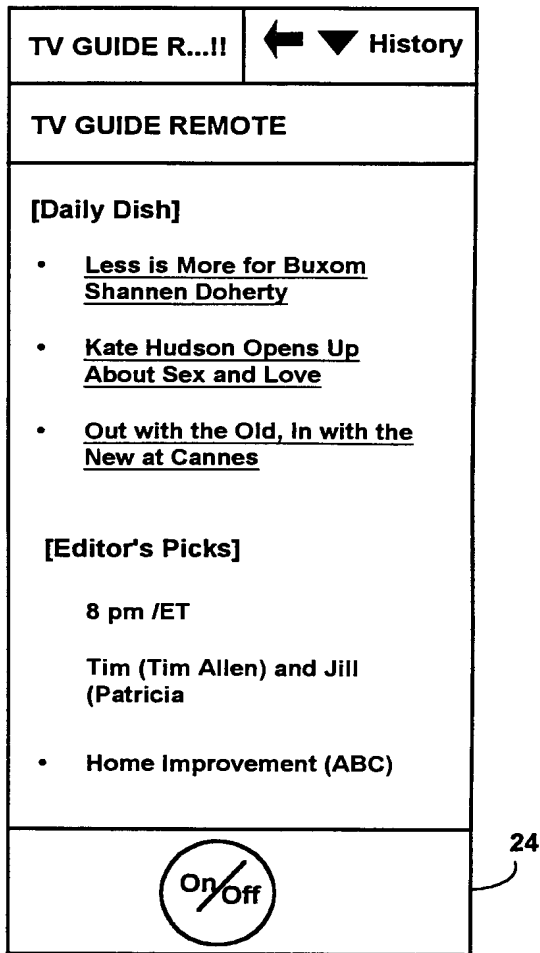 TV GUIDE R...!! History
TV GUIDE REMOTE
[Daily Dish]
• Less is More for Buxom
Shannen Doherty
• Kate Hudson Opens Up
About Sex and Love
• Out with the Old, In with the
New at Cannes
[Editor's Picks]
8 pm /ET
Tim (Tim Allen) and Jill
(Patricia
• Home Improvement (ABC)
On/Off
24